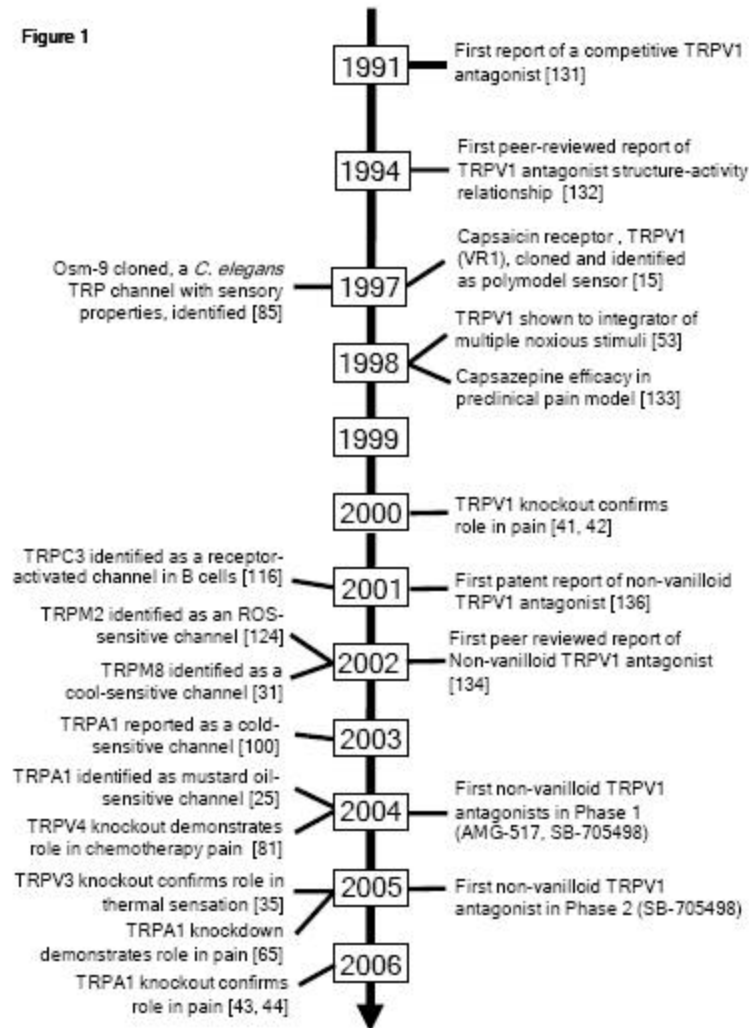 Figure 1
1991
First report of a competitive TRPV1
antagonist [131]
1994
First peer-reviewed report of
TRPV1 antagonist structure-activity
relationship [132]
Osm-9 cloned, a C. elegans
TRP channel with sensory
properties, identified [85]
1997
Capsaicin receptor , TRPV1
(VR1), cloned and identified
as polymodel sensor [15]
1998
TRPV1 shown to integrator of
multiple noxious stimuli [53]
Capsazepine efficacy in
preclinical pain model [133]
1999
2000
TRPV1 knockout confirms
role in pain [41, 42]
TRPC3 identified as a receptor-
activated channel in B cells [116]
2001
First patent report of non-vanilloid
TRPV1 antagonist [136]
TRPM2 identified as an ROS-
sensitive channel [124]
TRPM8 identified as a
cool-sensitive channel [31]
2002
First peer reviewed report of
Non-vanilloid TRPV1 antagonist
[134]
TRPA1 reported as a cold-
sensitive channel [100]
2003
TRPA1 identified as mustard oil-
sensitive channel [25]
TRPV4 knockout demonstrates
role in chemotherapy pain [81]
2004
First non-vanilloid TRPV1
antagonists in Phase 1
(AMG-517, SB-705498)
TRPV3 knockout confirms role in
thermal sensation [35]
TRPA1 knockdown
demonstrates role in pain [65]
2005
First non-vanilloid TRPV1
antagonist in Phase 2 (SB-705498)
2006
TRPA1 knockout confirms
role in pain [43, 44]